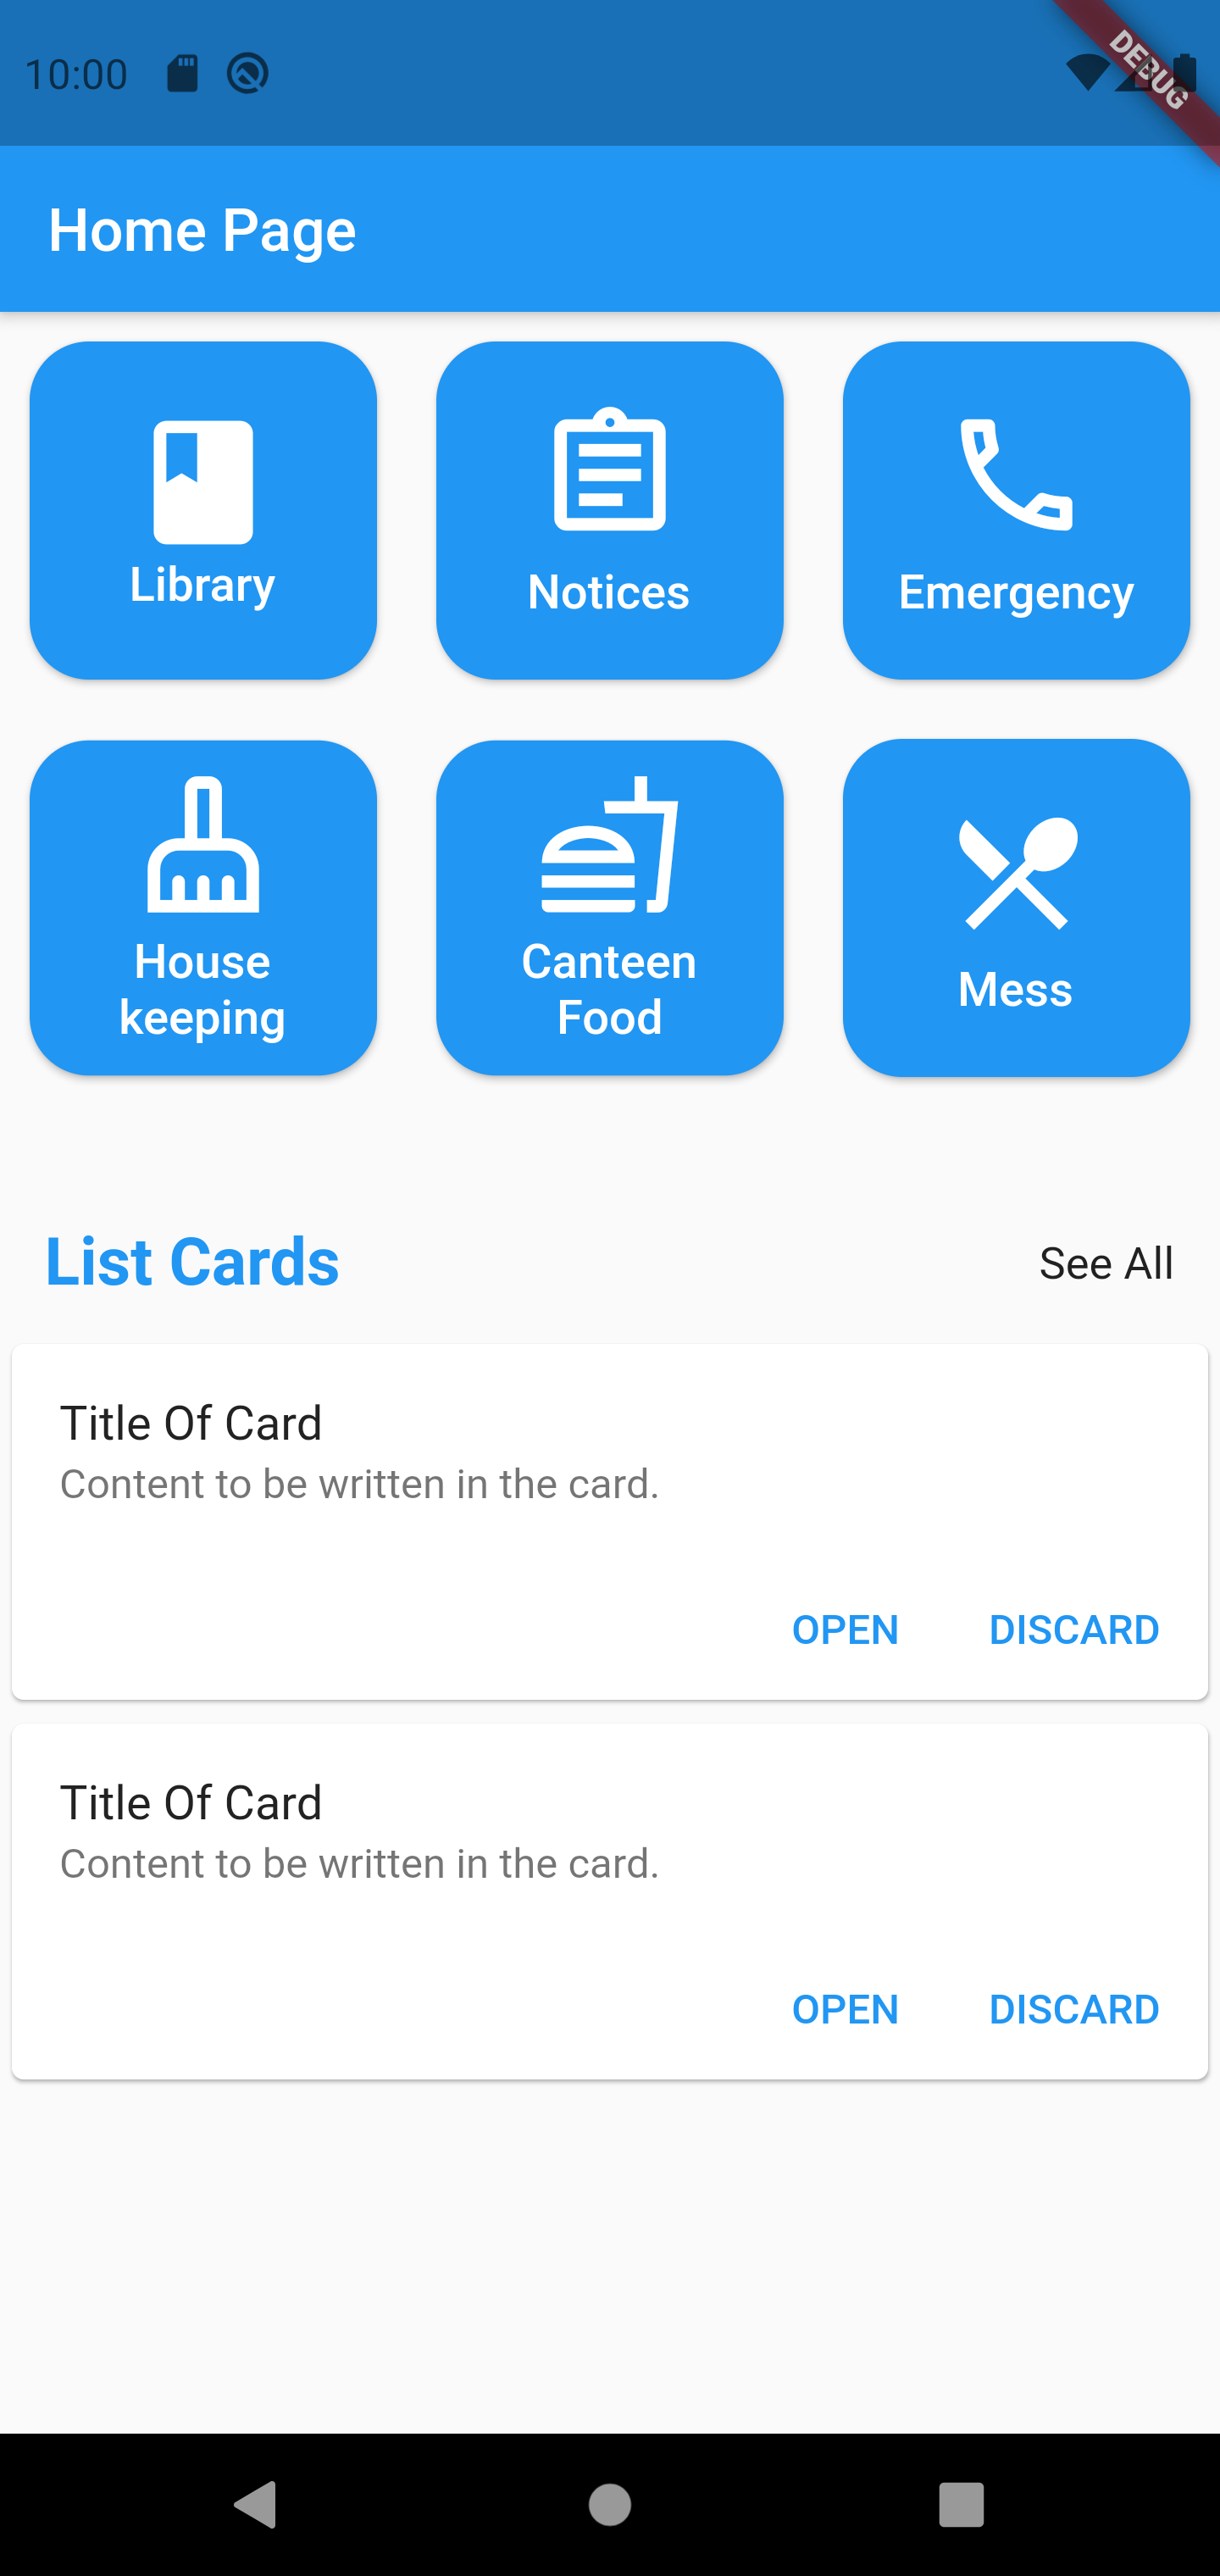 10:00
DEBUG
Home Page
Library
Notices
Emergency
House
keeping
Canteen
Food
Mess
List Cards
See All
Title Of Card
Content to be written in the card.
OPEN
DISCARD
Title Of Card
Content to be written in the card.
OPEN
DISCARD